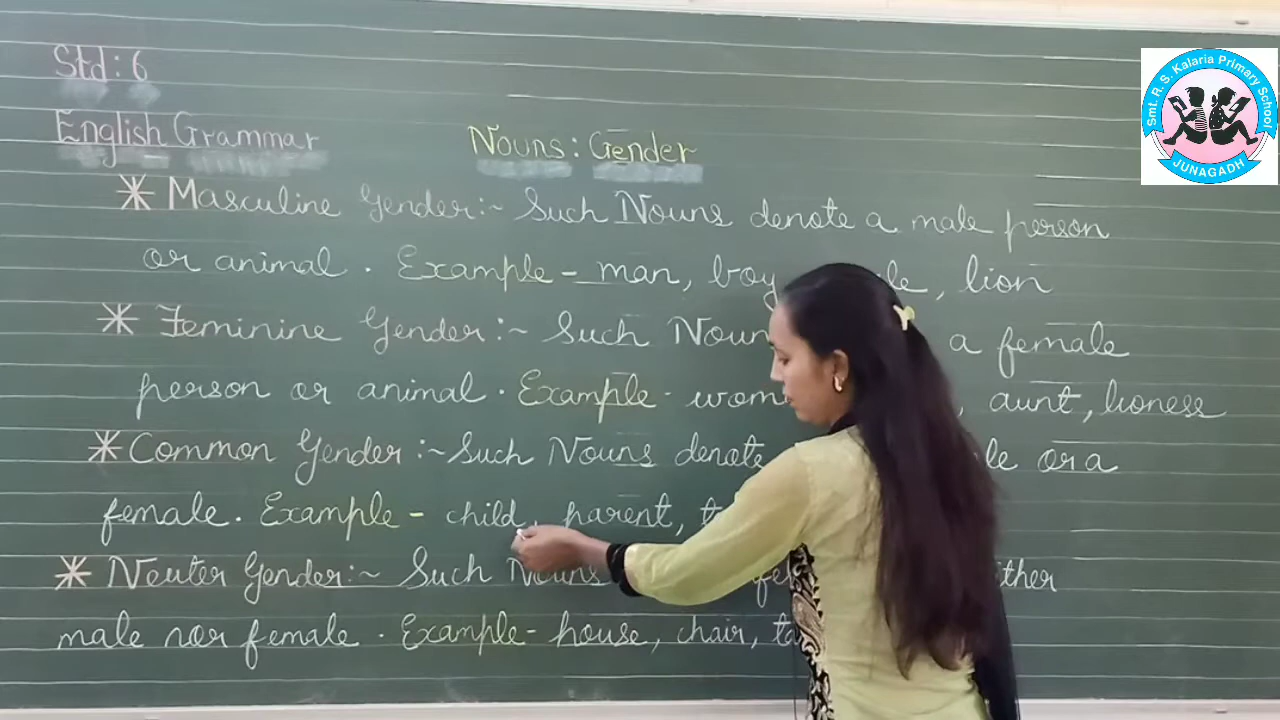 Std: 6
English Grammar
Nouns: Gender
Smt. R. S. Kalaria Primary School
JUNAGADH
* Masculine Gender:~ Such Nouns denote a male person
or animal. Example - man, boy, lion
* Feminine Gender:~ Such Nouns a female
person or animal. Example - aunt, lioness
* Common Gender:~ Such Nouns denote or a
female. Example - child, parent,
* Neuter Gender:~ Such Nouns
male nor female. Example - house, chair,